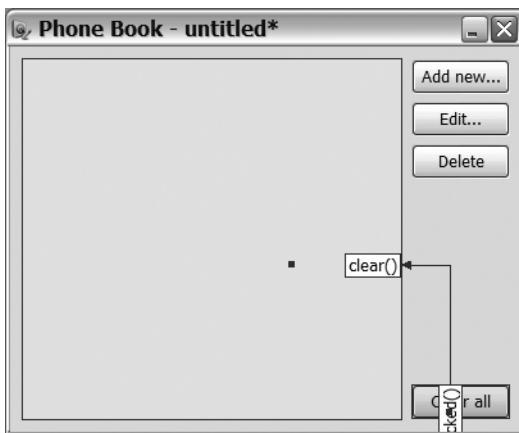 Phone Book - untitled*
Add new...
Edit...
Delete
clear()
all